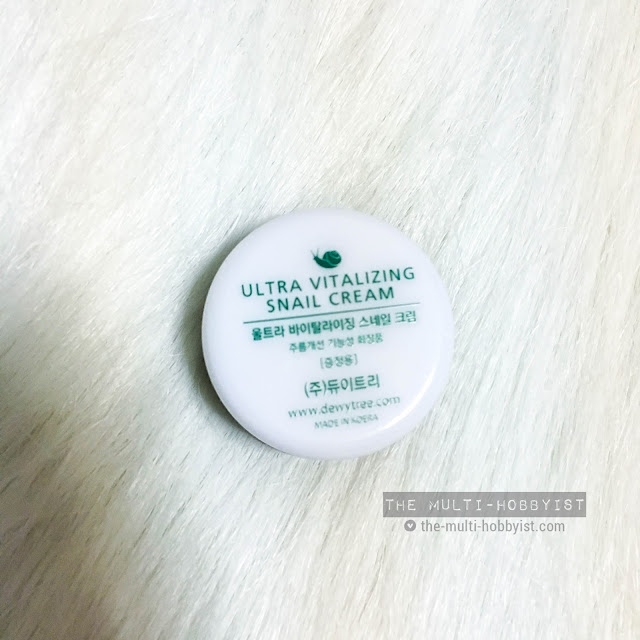 ULTRA VITALIZING
SNAIL CREAM
울트라 바이탈라이징 스네일 크림
주름개선 기능성 화장품
[증정용]
(주)듀이트리
www.dewytree.com
MADE IN KOREA
THE MULTI-HOBBYIST
the-multi-hobbyist.com